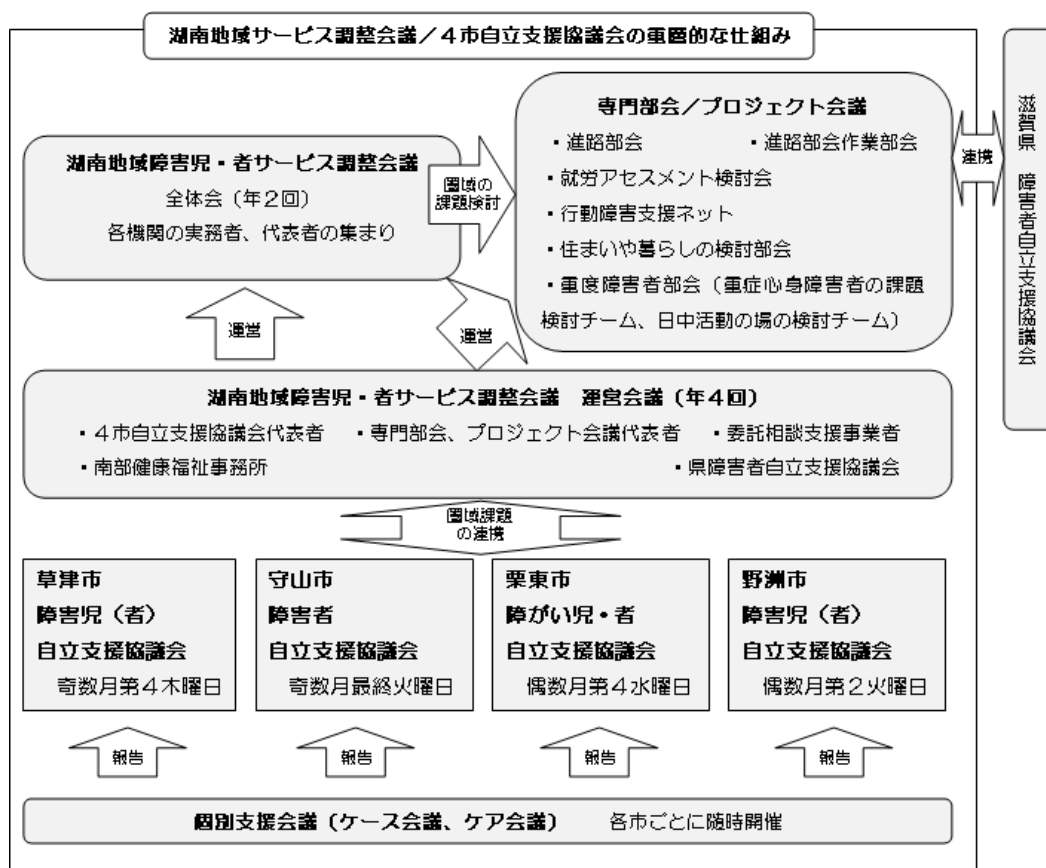 湖南地域サービス調整会議／４市自立支援協議会の重層的な仕組み
専門部会／プロジェクト会議
・進路部会 ・進路部会作業部会
・就労アセスメント検討会
・行動障害支援ネット
・住まいや暮らしの検討部会
・重度障害者部会（重症心身障害者の課題
検討チーム、日中活動の場の検討チーム）
湖南地域障害児・者サービス調整会議
全体会（年２回）
各機関の実務者、代表者の集まり
圏域の
課題検討
連携
滋賀県 障害者自立支援協議会
運営
運営
湖南地域障害児・者サービス調整会議 運営会議（年４回）
・４市自立支援協議会代表者 ・専門部会、プロジェクト会議代表者 ・委託相談支援事業者
・南部健康福祉事務所 ・県障害者自立支援協議会
圏域課題
の連携
草津市
障害児（者）
自立支援協議会
奇数月第４木曜日
守山市
障害者
自立支援協議会
奇数月最終火曜日
栗東市
障がい児・者
自立支援協議会
偶数月第４水曜日
野洲市
障害児（者）
自立支援協議会
偶数月第２火曜日
報告
報告
報告
報告
個別支援会議（ケース会議、ケア会議） 各市ごとに随時開催